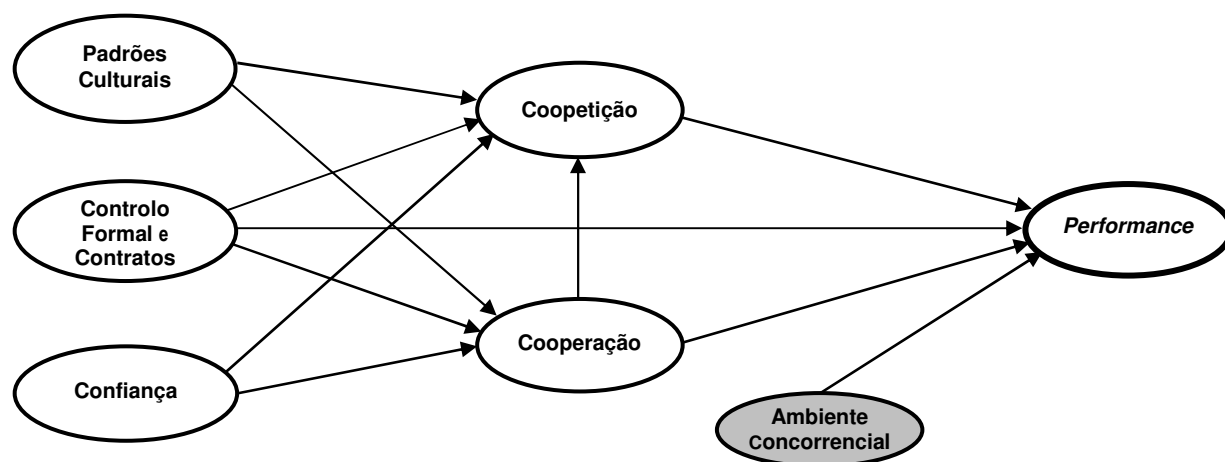 Padrões
Culturais
Coopetição
Controlo
Formal e
Contratos
Performance
Cooperação
Confiança
Ambiente
Concorrencial